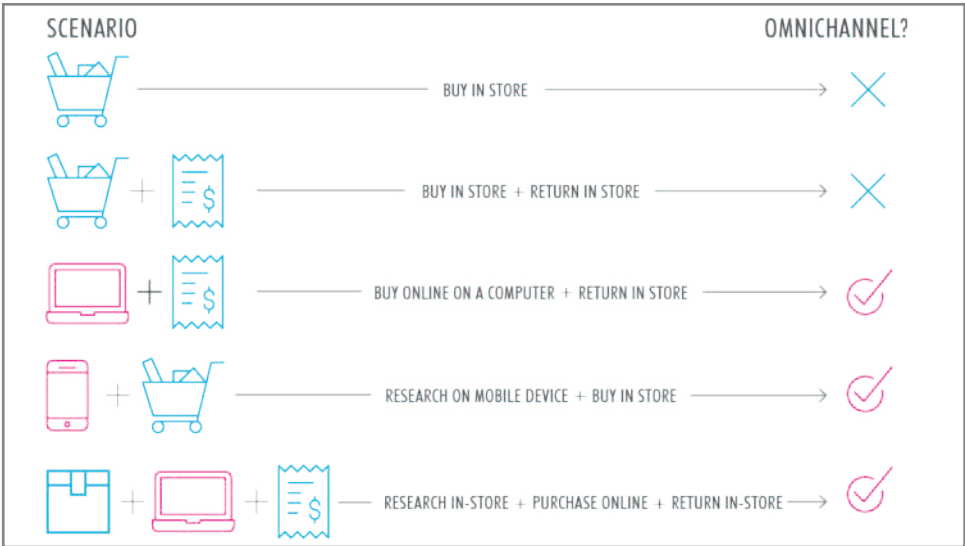 SCENARIO
OMNICHANNEL?
BUY IN STORE
$
BUY IN STORE + RETURN IN STORE
$
BUY ONLINE ON A COMPUTER + RETURN IN STORE
RESEARCH ON MOBILE DEVICE + BUY IN STORE
$
RESEARCH IN-STORE + PURCHASE ONLINE + RETURN IN-STORE